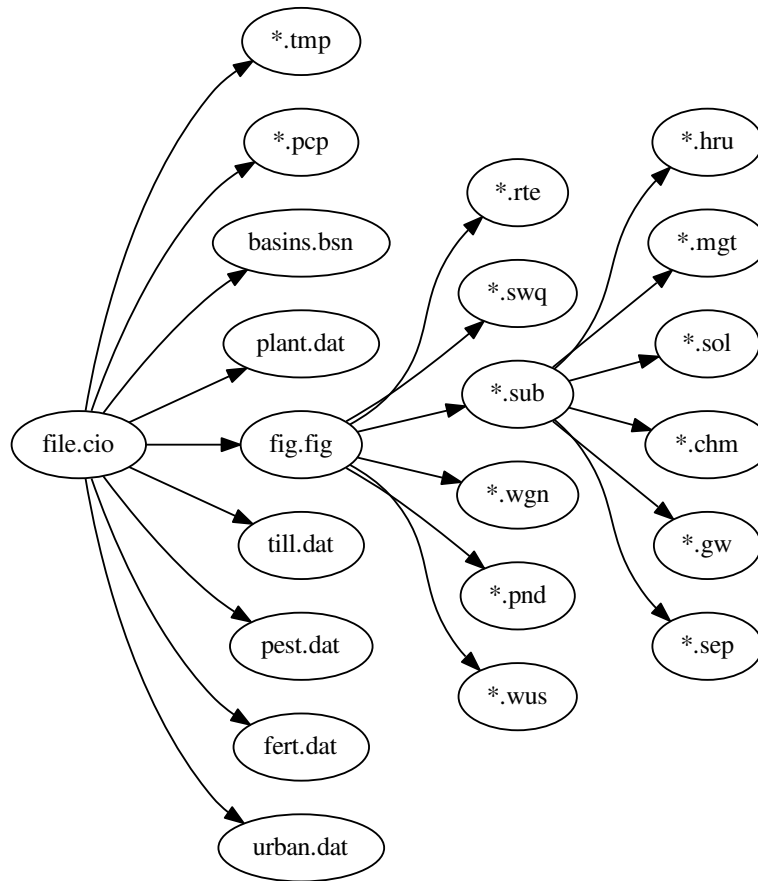 file.cio
*.tmp
*.pcp
basins.bsn
plant.dat
fig.fig
till.dat
pest.dat
fert.dat
urban.dat
*.rte
*.swq
*.sub
*.wgn
*.pnd
*.wus
*.hru
*.mgt
*.sol
*.chm
*.gw
*.sep